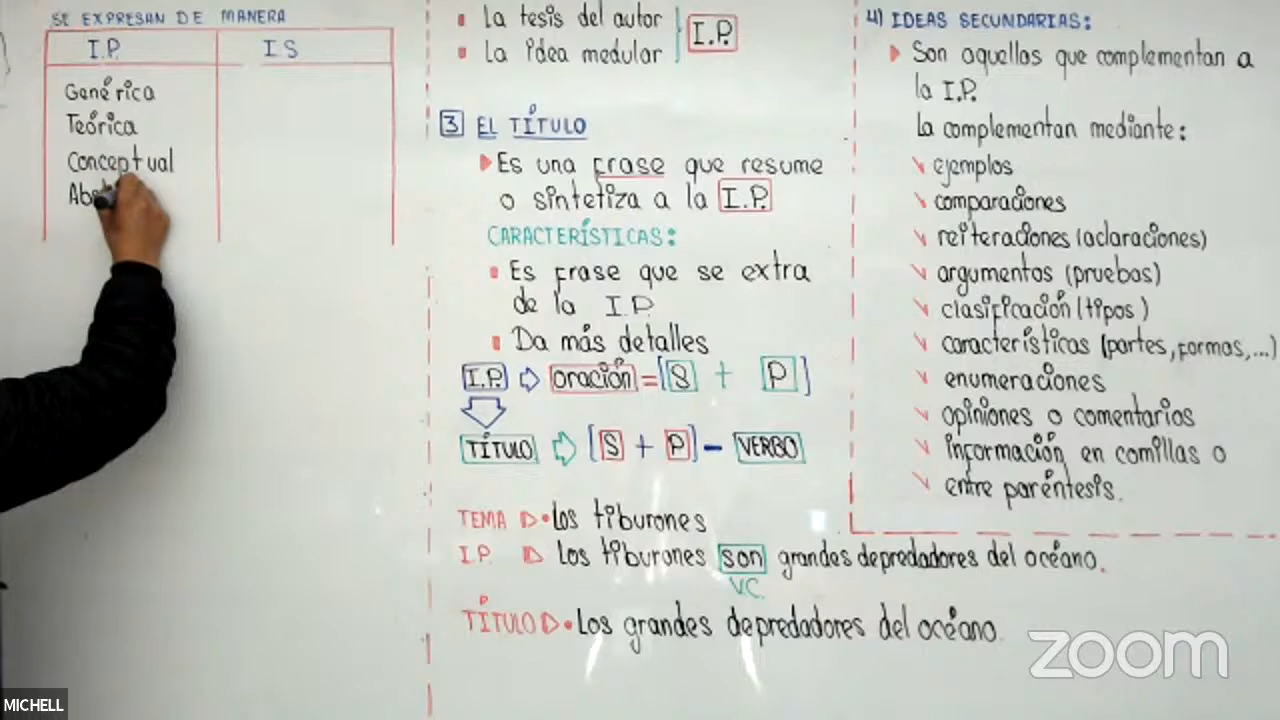 SE EXPRESAN DE MANERA
I.P. I S
Genérica
Teórica
Conceptual
▪ La tesis del autor
▪ La idea medular
I.P.
3 EL TÍTULO
Es una frase que resume
o sintetiza a la I.P.
CARACTERÍSTICAS:
▪ Es frase que se extra
de la I.P.
▪ Da más detalles
I.P. ⇨ oración = [S + P]
TÍTULO ⇨ [S + P] - VERBO
TEMA • Los tiburones
I.P. Los tiburones son grandes depredadores del océano.
V.C.
TÍTULO • Los grandes depredadores del océano.
4) IDEAS SECUNDARIAS:
Son aquellas que complementan a
la I.P.
La complementan mediante:
ejemplos
comparaciones
reiteraciones (aclaraciones)
argumentos (pruebas)
clasificación (tipos)
características (partes, formas, ...)
enumeraciones
opiniones o comentarios
información en comillas o
entre paréntesis.
zoom
MICHELL